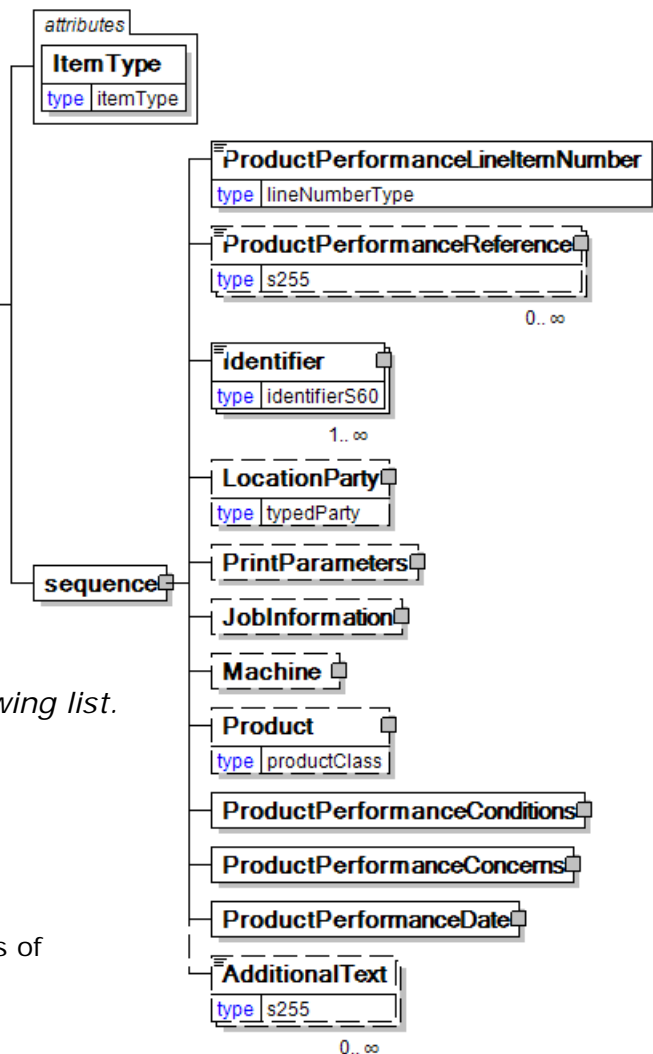 attributes
ItemType
type itemType
ProductPerformanceLineItemNumber
type lineNumberType
ProductPerformanceReference
type s255
0..∞
Identifier
type identifierS60
1..∞
LocationParty
type typedParty
PrintParameters
sequence
JobInformation
Machine
wing list.
Product
type productClass
ProductPerformanceConditions
ProductPerformanceConcerns
ProductPerformanceDate
s of
AdditionalText
type s255
0..∞